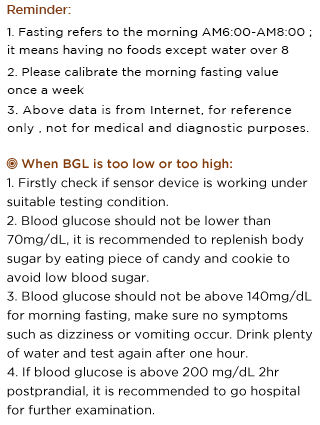 Reminder:
1. Fasting refers to the morning AM6:00-AM8:00 ;
it means having no foods except water over 8
2. Please calibrate the morning fasting value
once a week
3. Above data is from Internet, for reference
only , not for medical and diagnostic purposes.
When BGL is too low or too high:
1. Firstly check if sensor device is working under
suitable testing condition.
2. Blood glucose should not be lower than
70mg/dL, it is recommended to replenish body
sugar by eating piece of candy and cookie to
avoid low blood sugar.
3. Blood glucose should not be above 140mg/dL
for morning fasting, make sure no symptoms
such as dizziness or vomiting occur. Drink plenty
of water and test again after one hour.
4. If blood glucose is above 200 mg/dL 2hr
postprandial, it is recommended to go hospital
for further examination.